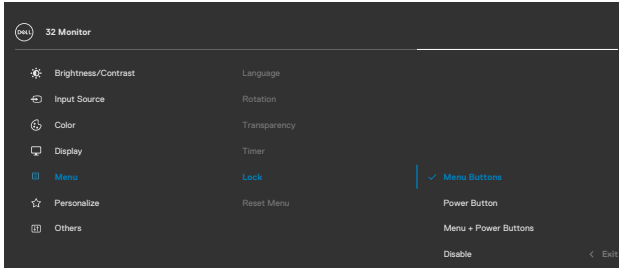 DELL
32 Monitor
Brightness/Contrast
Language
Input Source
Rotation
Color
Transparency
Display
Timer
Menu
Lock
Menu Buttons
Personalize
Reset Menu
Power Button
Others
Menu + Power Buttons
Disable
Exit